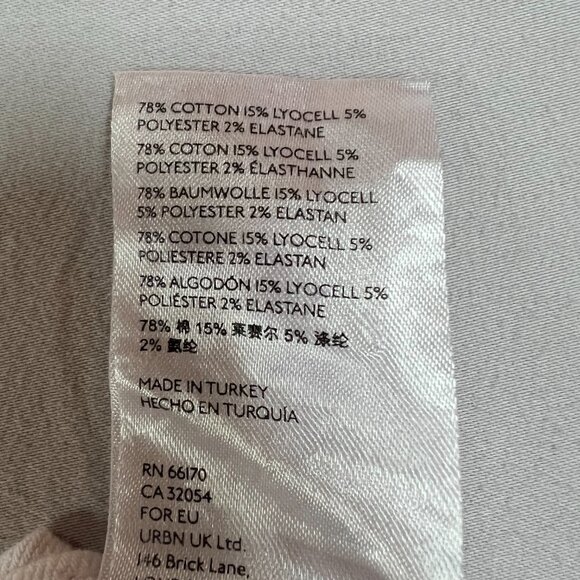 78% COTTON 15% LYOCELL 5%
POLYESTER 2% ELASTANE
78% COTON 15% LYOCELL 5%
POLYESTER 2% ÉLASTHANNE
78% BAUMWOLLE 15% LYOCELL
5% POLYESTER 2% ELASTAN
78% COTONE 15% LYOCELL 5%
POLIESTERE 2% ELASTAN
78% ALGODÓN 15% LYOCELL 5%
POLIÉSTER 2% ELASTANE
78% 棉 15% 莱赛尔 5% 涤纶
2% 氨纶
MADE IN TURKEY
HECHO EN TURQUÍA
RN 66170
CA 32054
FOR EU
URBN UK Ltd.
146 Brick Lane,